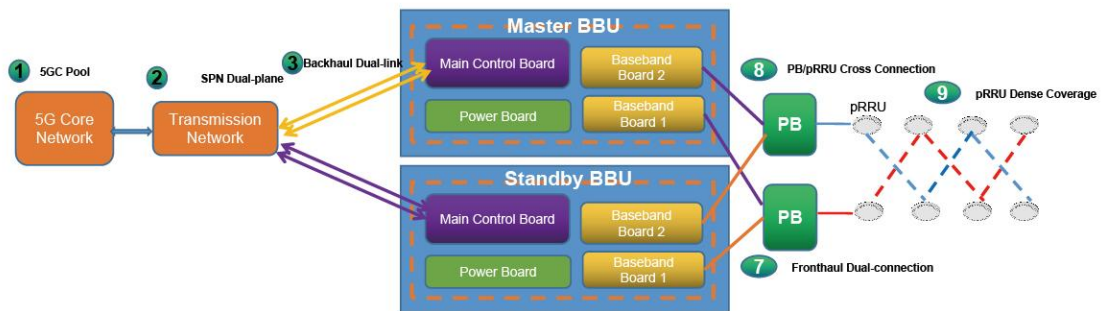 Master BBU
1
5GC Pool
2
SPN Dual-plane
3
Backhaul Dual-link
Main Control Board
Baseband
Board 2
Power Board
Baseband
Board 1
5G Core
Network
Transmission
Network
8
PB/pRRU Cross Connection
PB
pRRU
9
pRRU Dense Coverage
Standby BBU
Main Control Board
Baseband
Board 2
Power Board
Baseband
Board 1
PB
7
Fronthaul Dual-connection